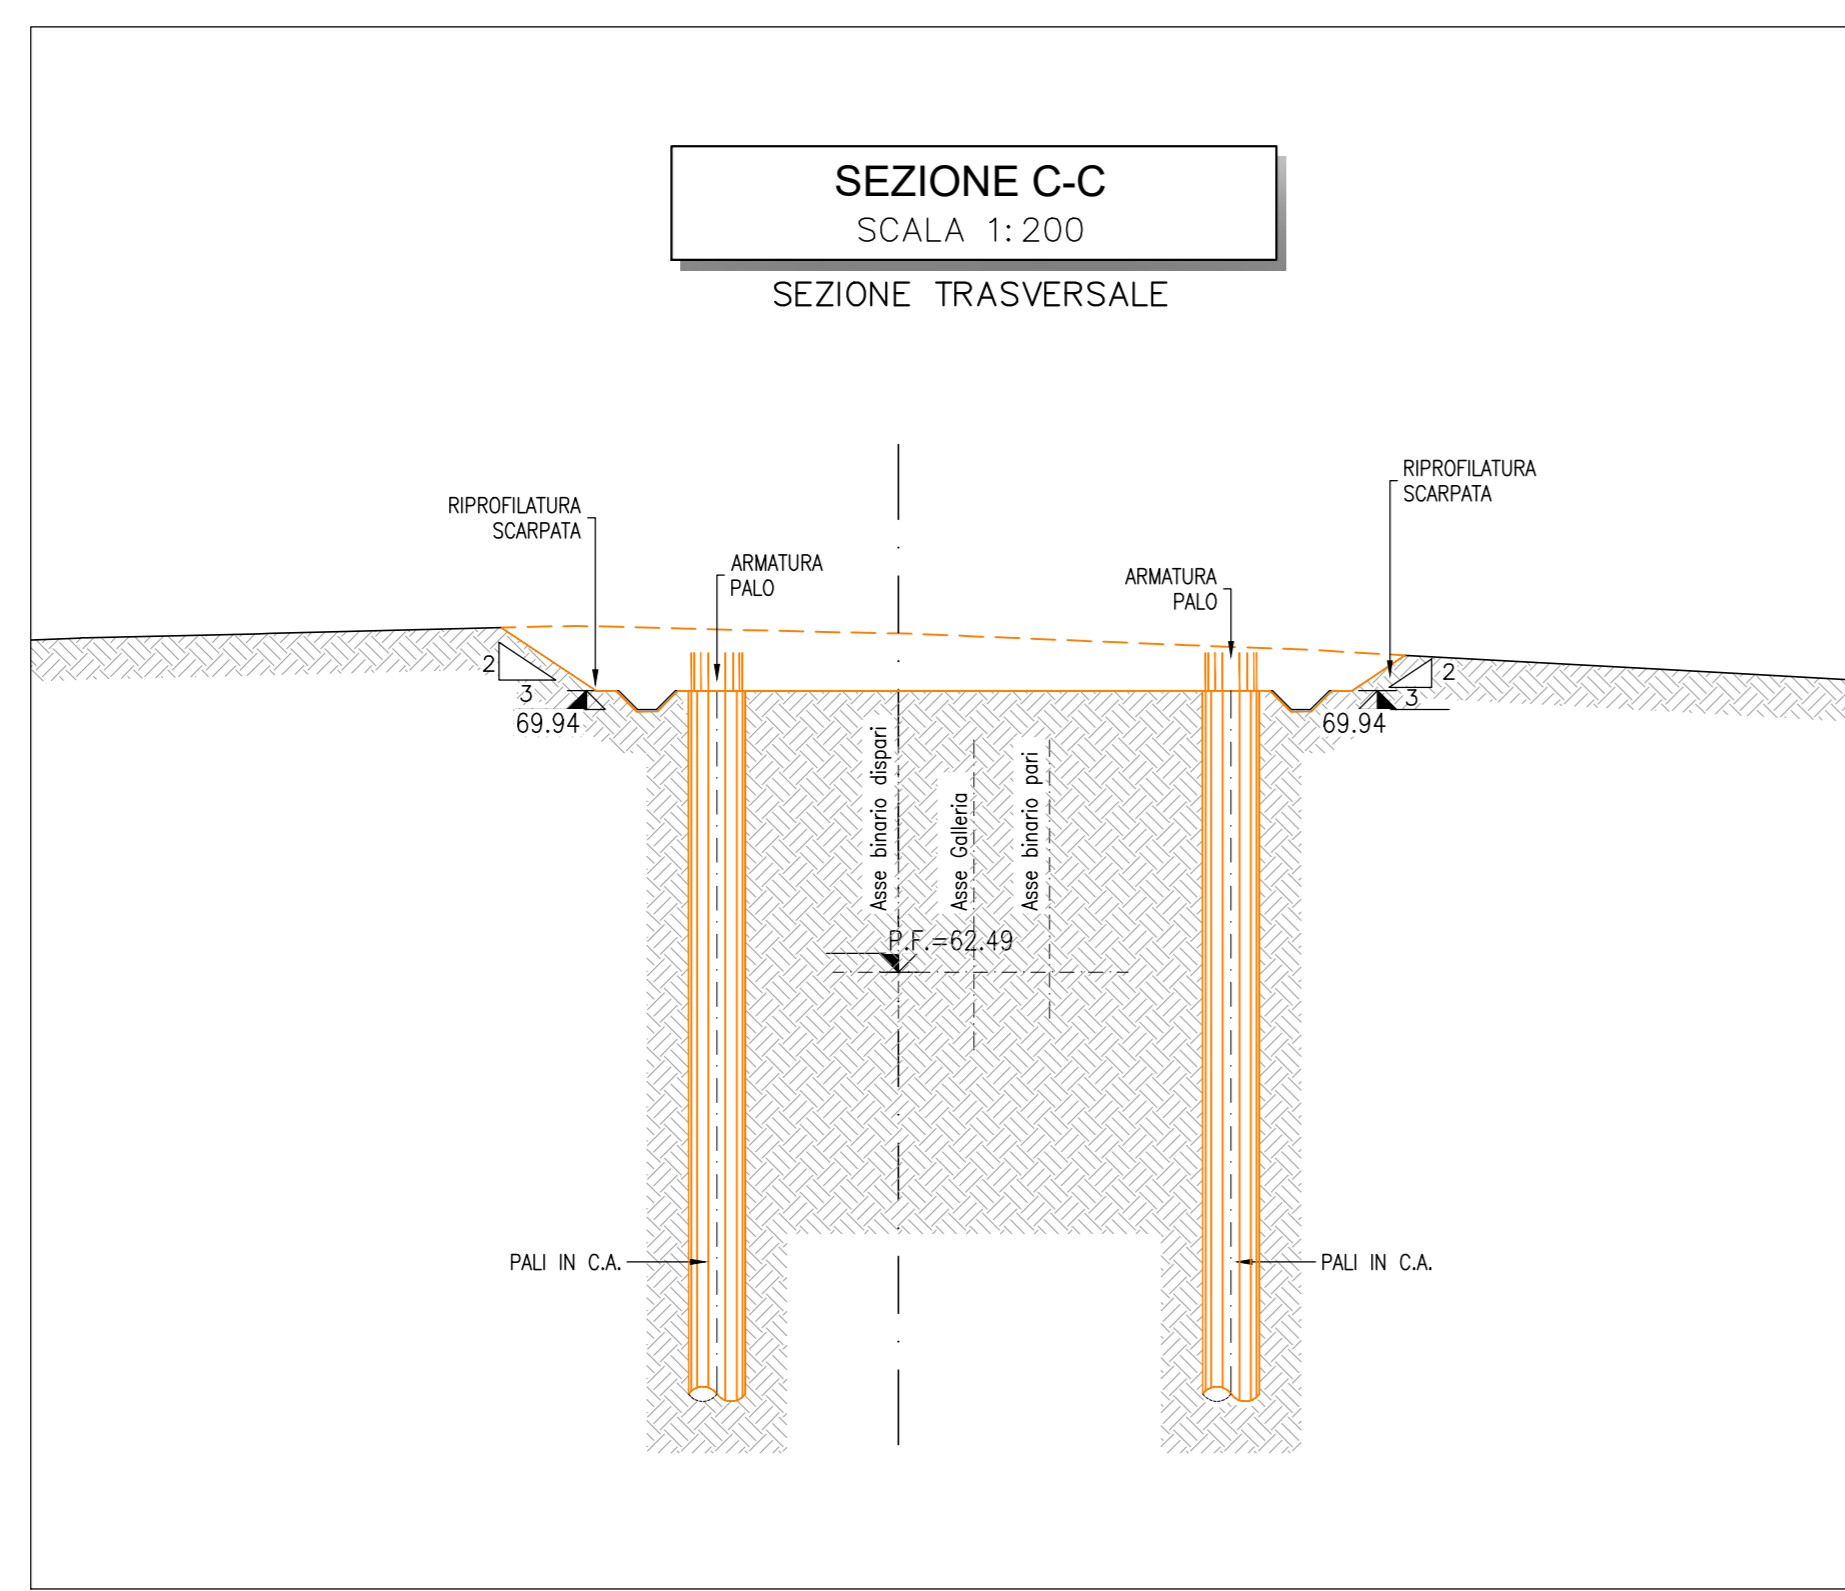 SEZIONE C-C
SCALA 1:200
SEZIONE TRASVERSALE
RIPROFILATURA
SCARPATA
RIPROFILATURA
SCARPATA
ARMATURA
PALO
ARMATURA
PALO
2
3
69.94
2
3
69.94
Asse binario dispari
Asse Galleria
Asse binario pari
P.F.=62.49
PALI IN C.A.
PALI IN C.A.